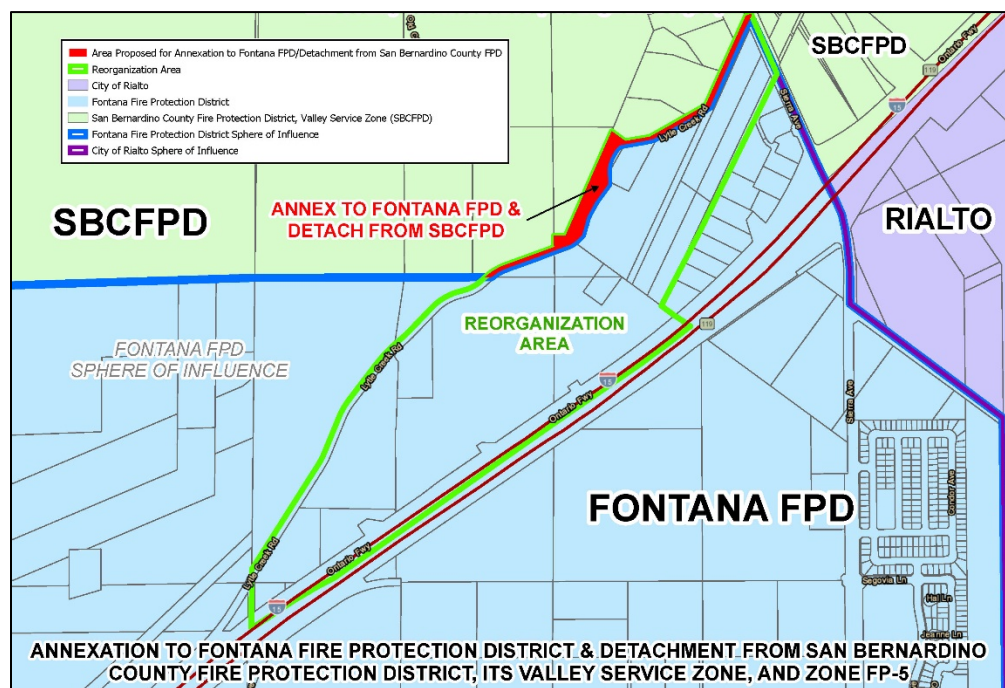 Area Proposed for Annexation to Fontana FPD/Detachment from San Bernardino County FPD
Reorganization Area
City of Rialto
Fontana Fire Protection District
San Bernardino County Fire Protection District, Valley Service Zone (SBCFPD)
Fontana Fire Protection District Sphere of Influence
City of Rialto Sphere of Influence
SBCFPD
Ontario Fwy
119
15
Sierra Ave
Lytle Creek Rd
ANNEX TO FONTANA FPD &
DETACH FROM SBCFPD
SBCFPD
RIALTO
REORGANIZATION
AREA
119
FONTANA FPD
SPHERE OF INFLUENCE
Lytle Creek Rd
15
Ontario Fwy
Sierra Ave
Condor Ave
FONTANA FPD
Lytle Creek Rd
Ontario Fwy
15
Segovia Ln
Hal Ln
Jeanne Ln
ANNEXATION TO FONTANA FIRE PROTECTION DISTRICT & DETACHMENT FROM SAN BERNARDINO
COUNTY FIRE PROTECTION DISTRICT, ITS VALLEY SERVICE ZONE, AND ZONE FP-5